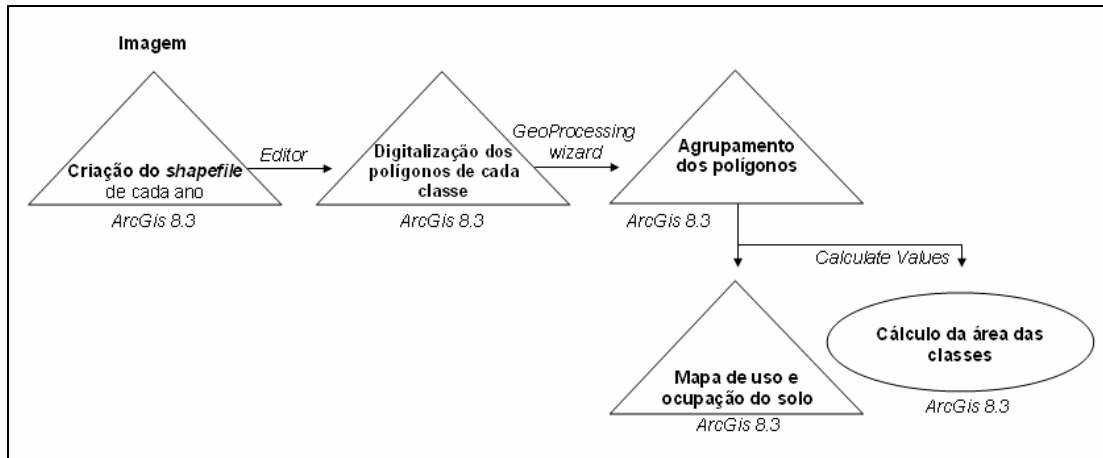 Imagem
Criação do shapefile
de cada ano
ArcGis 8.3
Editor
Digitalização dos
polígonos de cada
classe
ArcGis 8.3
GeoProcessing
wizard
Agrupamento
dos polígonos
ArcGis 8.3
Calculate Values
Mapa de uso e
ocupação do solo
ArcGis 8.3
Cálculo da área das
classes
ArcGis 8.3